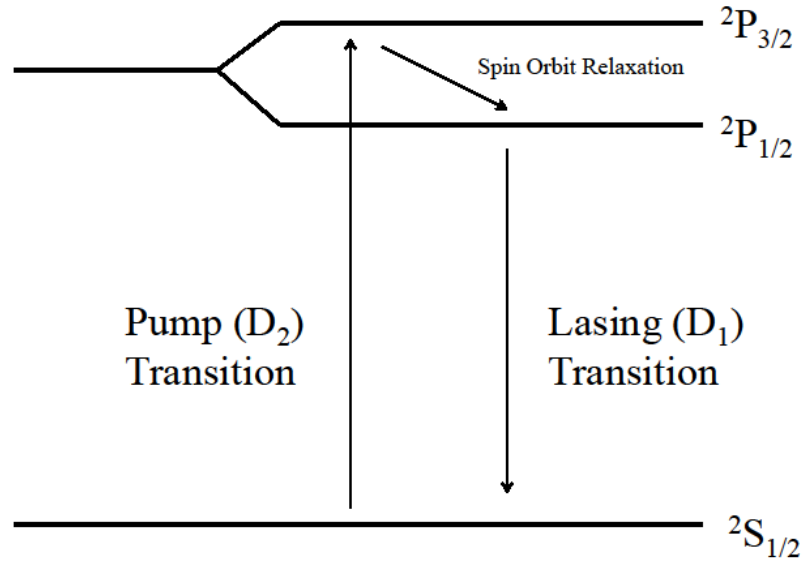 ²P₃/₂
Spin Orbit Relaxation
²P₁/₂
Pump (D₂)
Transition
Lasing (D₁)
Transition
²S₁/₂